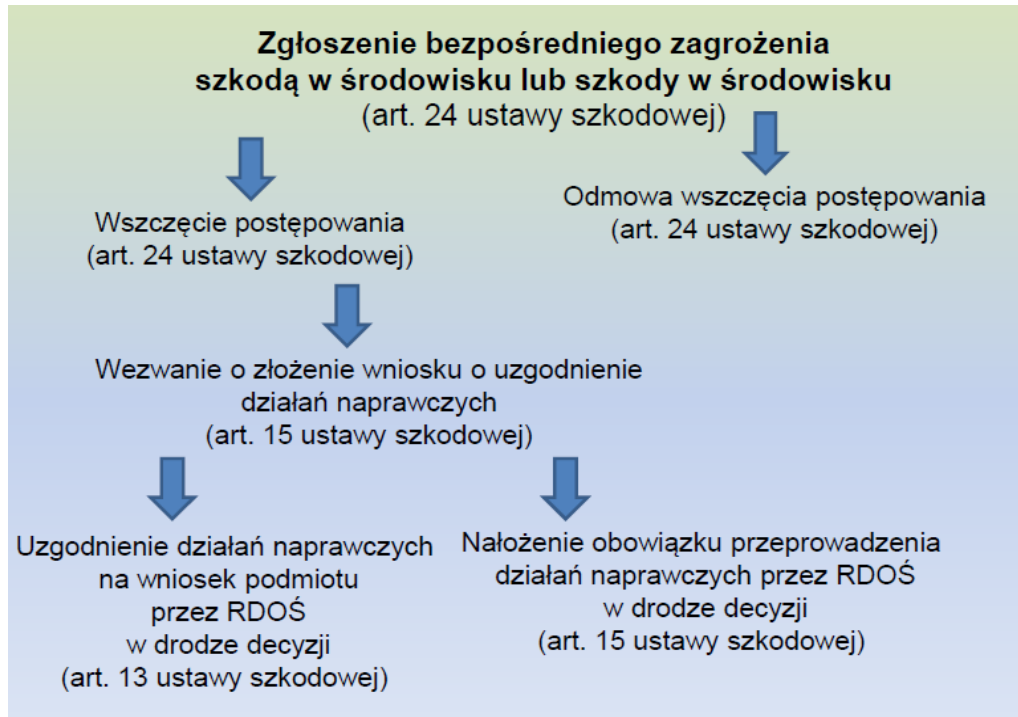 Zgłoszenie bezpośredniego zagrożenia
szkodą w środowisku lub szkody w środowisku
(art. 24 ustawy szkodowej)
Wszczęcie postępowania
(art. 24 ustawy szkodowej)
Odmowa wszczęcia postępowania
(art. 24 ustawy szkodowej)
Wezwanie o złożenie wniosku o uzgodnienie
działań naprawczych
(art. 15 ustawy szkodowej)
Uzgodnienie działań naprawczych
na wniosek podmiotu
przez RDOŚ
w drodze decyzji
(art. 13 ustawy szkodowej)
Nałożenie obowiązku przeprowadzenia
działań naprawczych przez RDOŚ
w drodze decyzji
(art. 15 ustawy szkodowej)